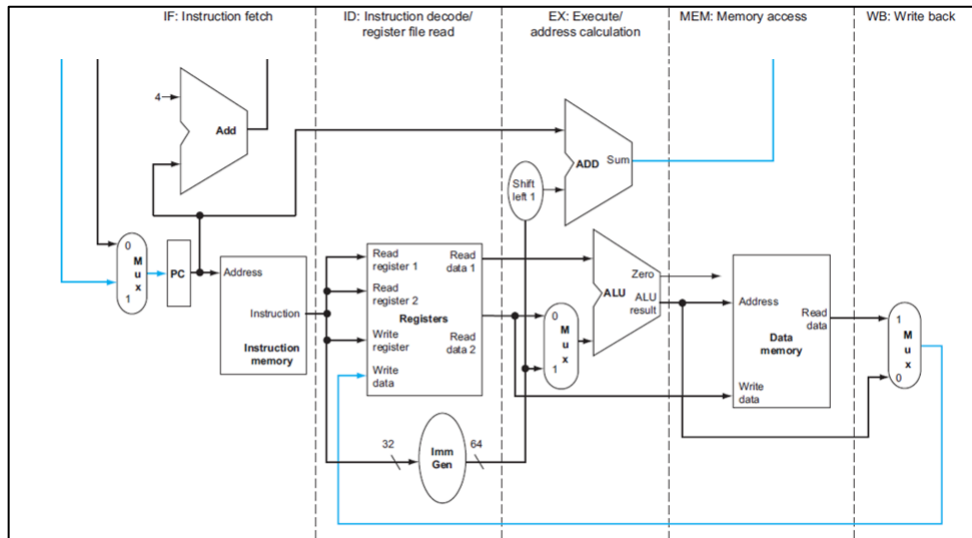 IF: Instruction fetch
ID: Instruction decode/
register file read
EX: Execute/
address calculation
MEM: Memory access
WB: Write back
4
Add
ADD
Sum
Shift
left 1
0
M
u
x
1
PC
Address
Instruction
Instruction
memory
Read
register 1
Read
register 2
Registers
Write
register
Write
data
Read
data 1
Read
data 2
0
M
u
x
1
Zero
ALU
ALU
result
Address
Read
data
Data
memory
Write
data
1
M
u
x
0
32
Imm
Gen
64